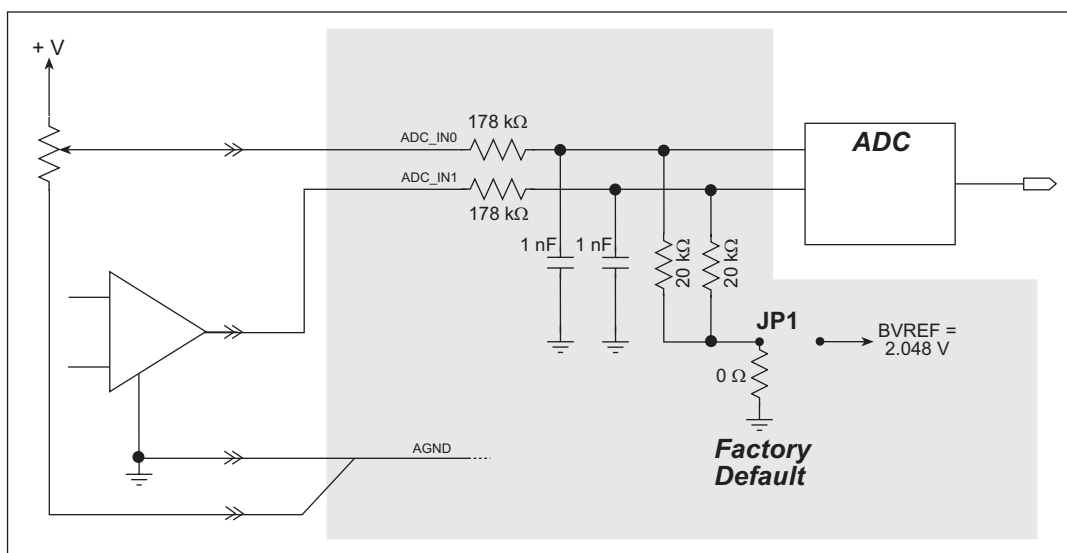 + V
178 kΩ
ADC_IN0
ADC
ADC_IN1
178 kΩ
1 nF
1 nF
20 kΩ
20 kΩ
JP1
BVREF =
2.048 V
0 Ω
AGND
Factory
Default